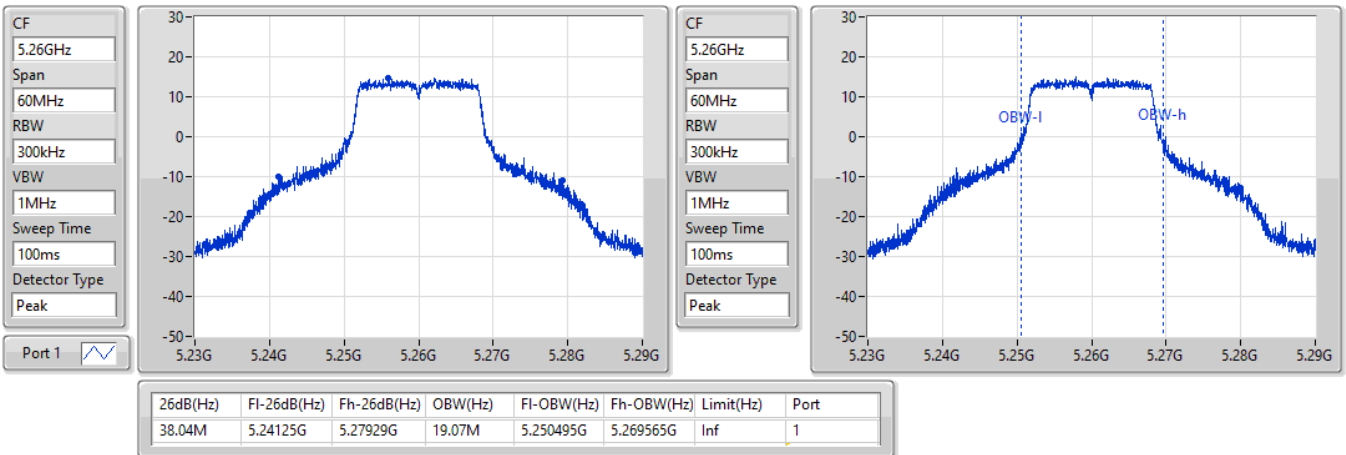 CF
5.26GHz
Span
60MHz
RBW
300kHz
VBW
1MHz
Sweep Time
100ms
Detector Type
Peak
Port 1
30
20
10
0
-10
-20
-30
-40
-50
5.23G 5.24G 5.25G 5.26G 5.27G 5.28G 5.29G
CF
5.26GHz
Span
60MHz
RBW
300kHz
VBW
1MHz
Sweep Time
100ms
Detector Type
Peak
30
20
10
0
-10
-20
-30
-40
-50
OBW-l OBW-h
5.23G 5.24G 5.25G 5.26G 5.27G 5.28G 5.29G
26dB(Hz) Fl-26dB(Hz) Fh-26dB(Hz) OBW(Hz) Fl-OBW(Hz) Fh-OBW(Hz) Limit(Hz) Port
38.04M 5.24125G 5.27929G 19.07M 5.250495G 5.269565G Inf 1